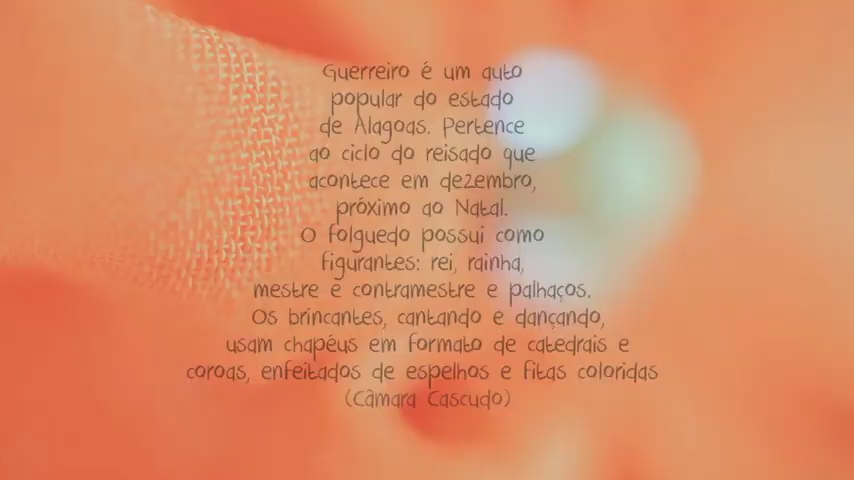 Guerreiro é um auto
popular do estado
de Alagoas. Pertence
ao ciclo do reisado que
acontece em dezembro,
próximo ao Natal.
O folguedo possui como
figurantes: rei, rainha,
mestre e contramestre e palhaços.
Os brincantes, cantando e dançando,
usam chapéus em formato de catedrais e
coroas, enfeitados de espelhos e fitas coloridas
(Câmara Cascudo)